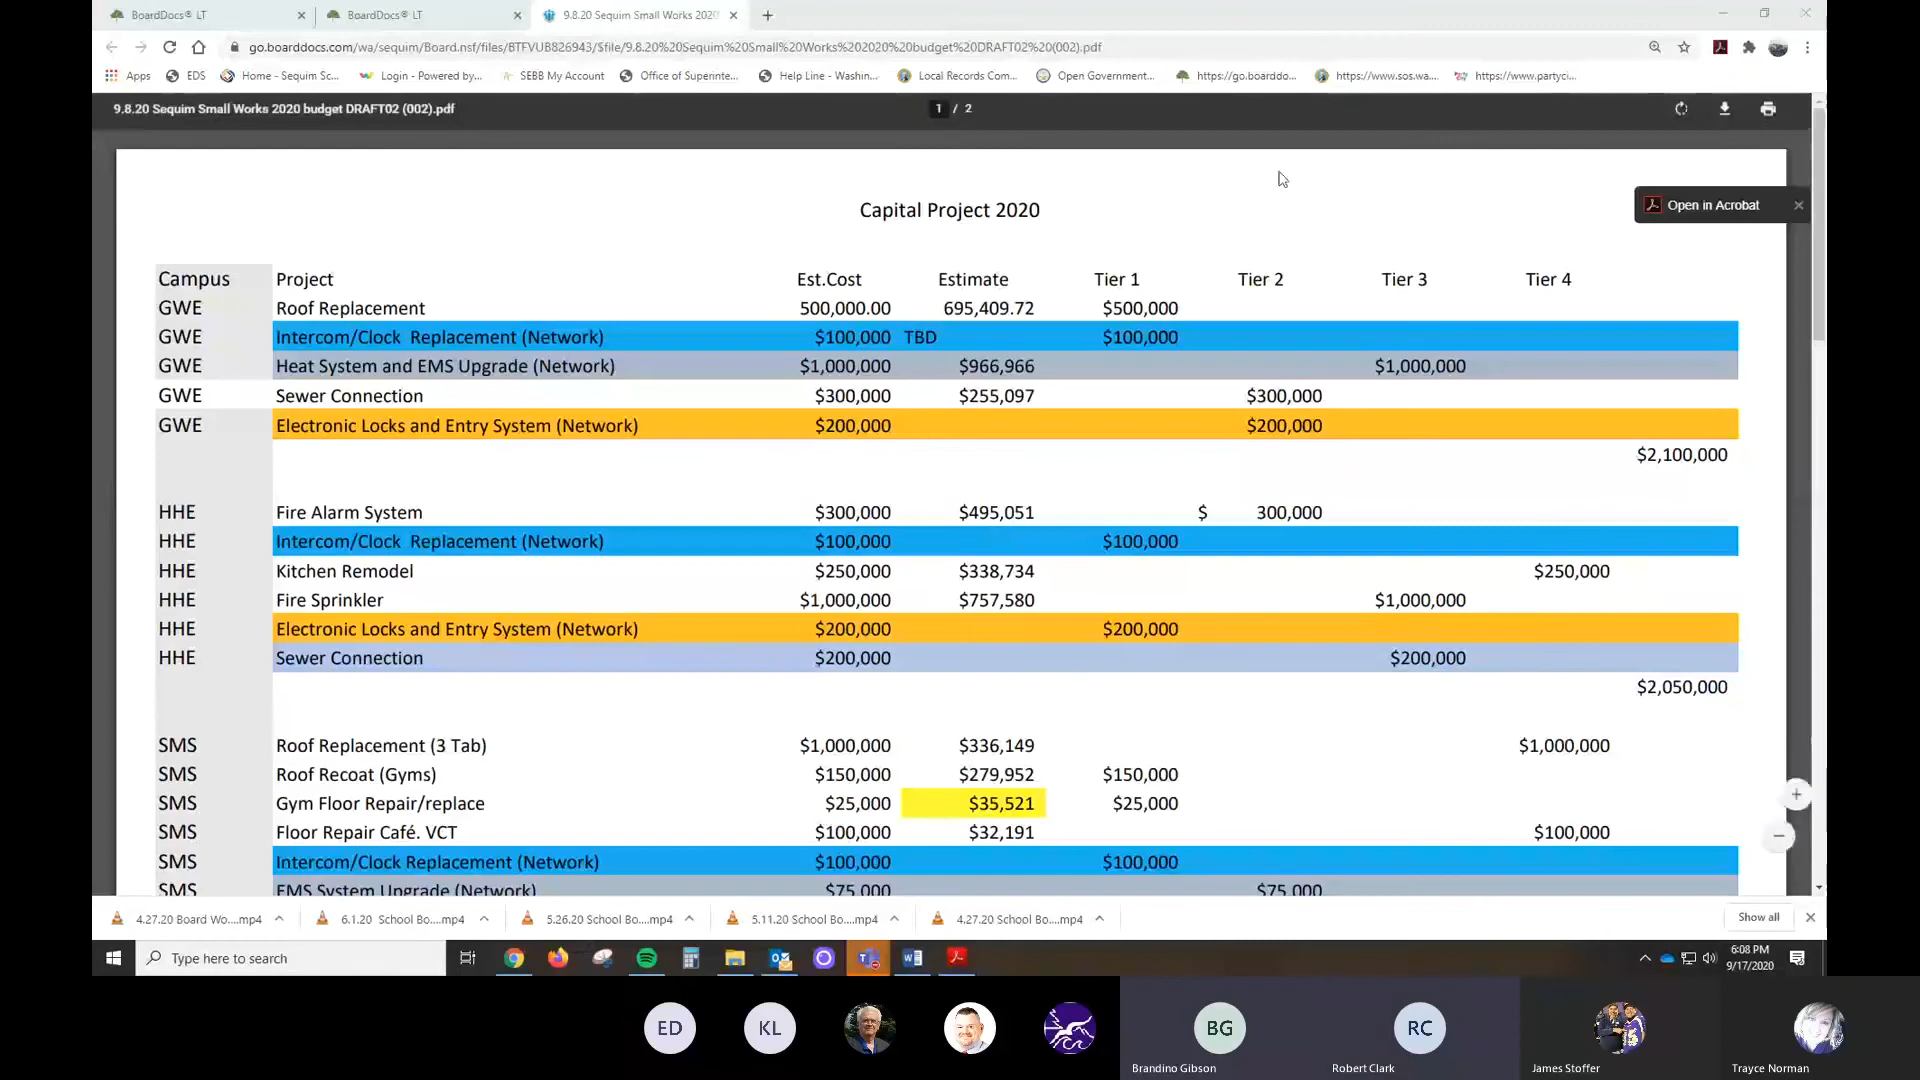 BoardDocs® LT
BoardDocs® LT
9.8.20 Sequim Small Works 2020
go.boarddocs.com/wa/sequim/Board.nsf/files/BTFVUB826943/$file/9.8.20%20Sequim%20Small%20Works%202020%20budget%20DRAFT02%20(002).pdf
Apps EDS Home - Sequim Sc... Login - Powered by... SEBB My Account Office of Superinte... Help Line - Washin... Local Records Com... Open Government... https://go.boarddo... https://www.sos.wa.... https://www.partyci...
9.8.20 Sequim Small Works 2020 budget DRAFT02 (002).pdf 1 / 2
Open in Acrobat
Capital Project 2020
Campus Project Est.Cost Estimate Tier 1 Tier 2 Tier 3 Tier 4
GWE Roof Replacement 500,000.00 695,409.72 $500,000
GWE Intercom/Clock Replacement (Network) $100,000 TBD $100,000
GWE Heat System and EMS Upgrade (Network) $1,000,000 $966,966 $1,000,000
GWE Sewer Connection $300,000 $255,097 $300,000
GWE Electronic Locks and Entry System (Network) $200,000 $200,000
$2,100,000
HHE Fire Alarm System $300,000 $495,051 $ 300,000
HHE Intercom/Clock Replacement (Network) $100,000 $100,000
HHE Kitchen Remodel $250,000 $338,734 $250,000
HHE Fire Sprinkler $1,000,000 $757,580 $1,000,000
HHE Electronic Locks and Entry System (Network) $200,000 $200,000
HHE Sewer Connection $200,000 $200,000
$2,050,000
SMS Roof Replacement (3 Tab) $1,000,000 $336,149 $1,000,000
SMS Roof Recoat (Gyms) $150,000 $279,952 $150,000
SMS Gym Floor Repair/replace $25,000 $35,521 $25,000
SMS Floor Repair Café. VCT $100,000 $32,191 $100,000
SMS Intercom/Clock Replacement (Network) $100,000 $100,000
SMS EMS System Upgrade (Network) $75,000 $75,000
4.27.20 Board Wo....mp4 6.1.20 School Bo....mp4 5.26.20 School Bo....mp4 5.11.20 School Bo....mp4 4.27.20 School Bo....mp4 Show all
Type here to search
6:08 PM
9/17/2020
ED KL BG RC
Brandino Gibson Robert Clark James Stoffer Trayce Norman